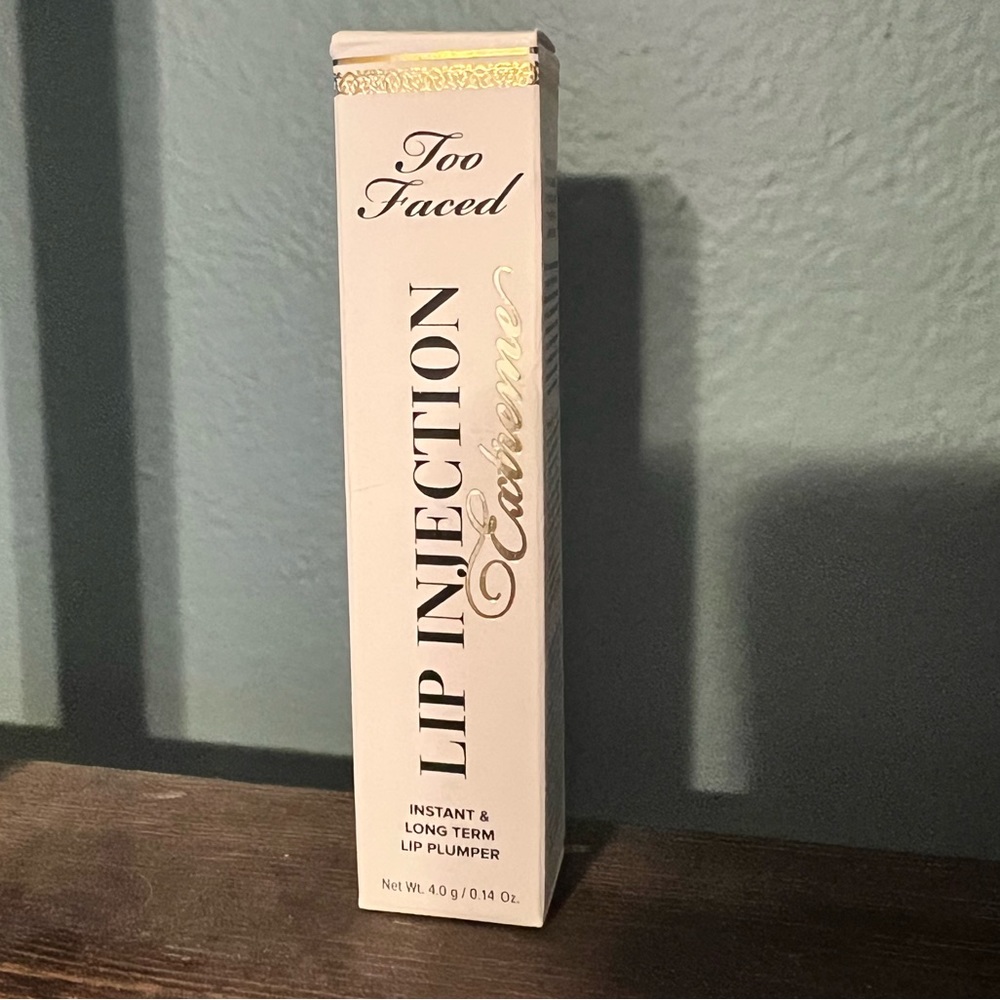 Too
Faced
LIP INJECTION
Extreme
INSTANT &
LONG TERM
LIP PLUMPER
Net Wt. 4.0 g / 0.14 Oz.